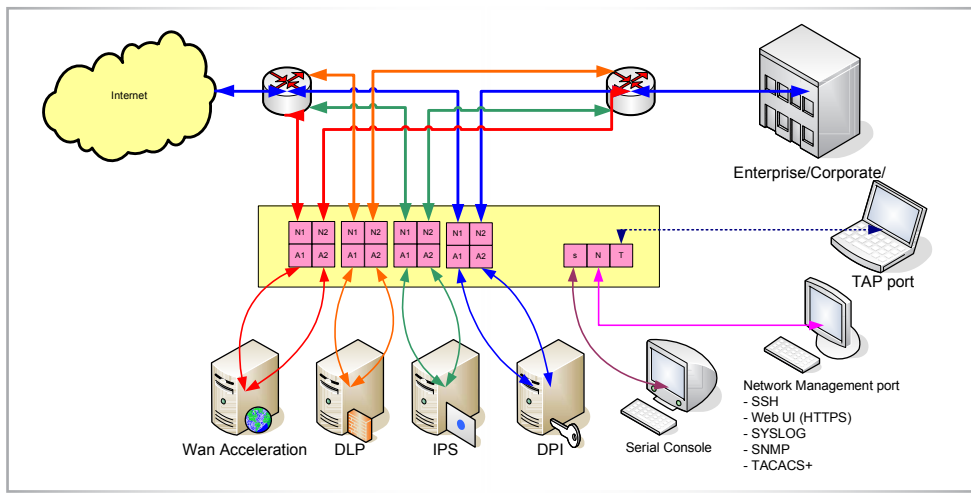 Internet
Enterprise/Corporate/
N1 N2 N1 N2 N1 N2 N1 N2
A1 A2 A1 A2 A1 A2 A1 A2
s N T
TAP port
Wan Acceleration
DLP
IPS
DPI
Serial Console
Network Management port
- SSH
- Web UI (HTTPS)
- SYSLOG
- SNMP
- TACACS+